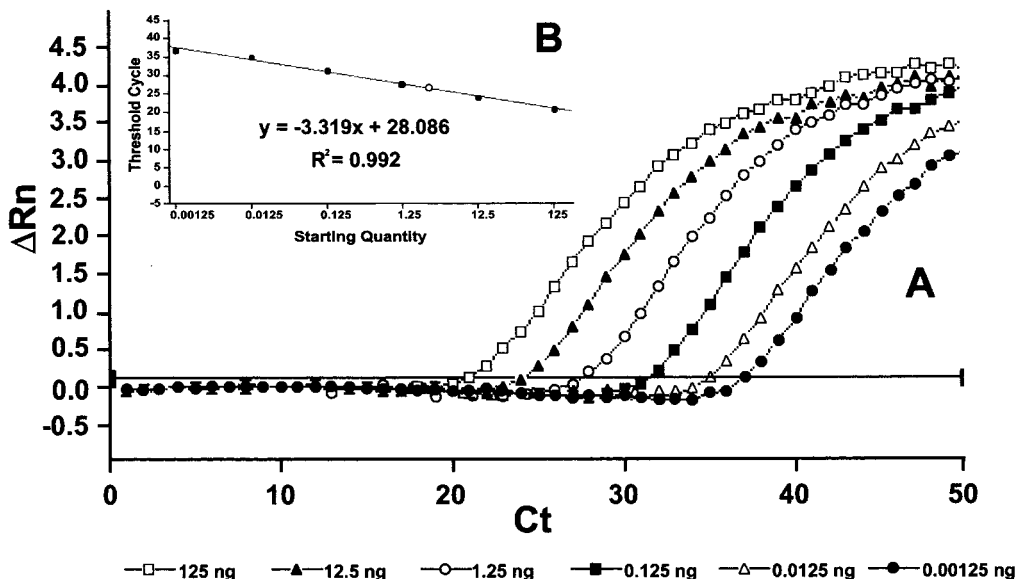 B
Threshold Cycle
45
40
35
30
25
20
15
10
5
0
-5
y = -3.319x + 28.086
R² = 0.992
0.00125 0.0125 0.125 1.25 12.5 125
Starting Quantity
ΔRn
4.5
4.0
3.5
3.0
2.5
2.0
1.5
1.0
0.5
0.0
-0.5
A
0 10 20 30 40 50
Ct
125 ng 12.5 ng 1.25 ng 0.125 ng 0.0125 ng 0.00125 ng